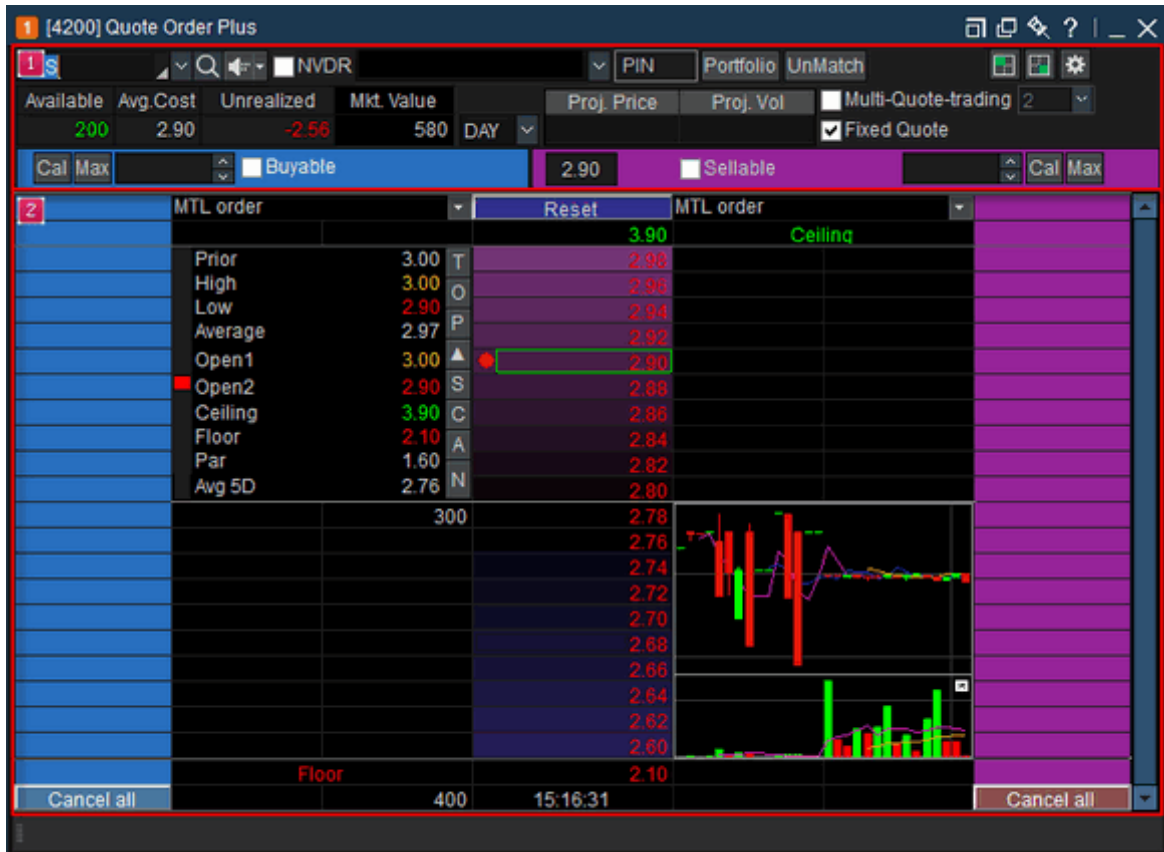 1 [4200] Quote Order Plus ? | _ X
1 S NVDR PIN Portfolio UnMatch
Available Avg.Cost Unrealized Mkt. Value Proj. Price Proj. Vol Multi-Quote-trading 2
200 2.90 -2.56 580 DAY Fixed Quote
Cal Max Buyable 2.90 Sellable Cal Max
2 MTL order Reset MTL order
3.90 Ceiling
Prior 3.00 T 2.98
High 3.00 O 2.96
Low 2.90 2.94
Average 2.97 P 2.92
Open1 3.00 ▲ 2.90
Open2 2.90 S 2.88
Ceiling 3.90 C 2.86
Floor 2.10 A 2.84
Par 1.60 2.82
Avg 5D 2.76 N 2.80
300 2.78
2.76
2.74
2.72
2.70
2.68
2.66
2.64
2.62
2.60
Floor 2.10
Cancel all 400 15:16:31 Cancel all